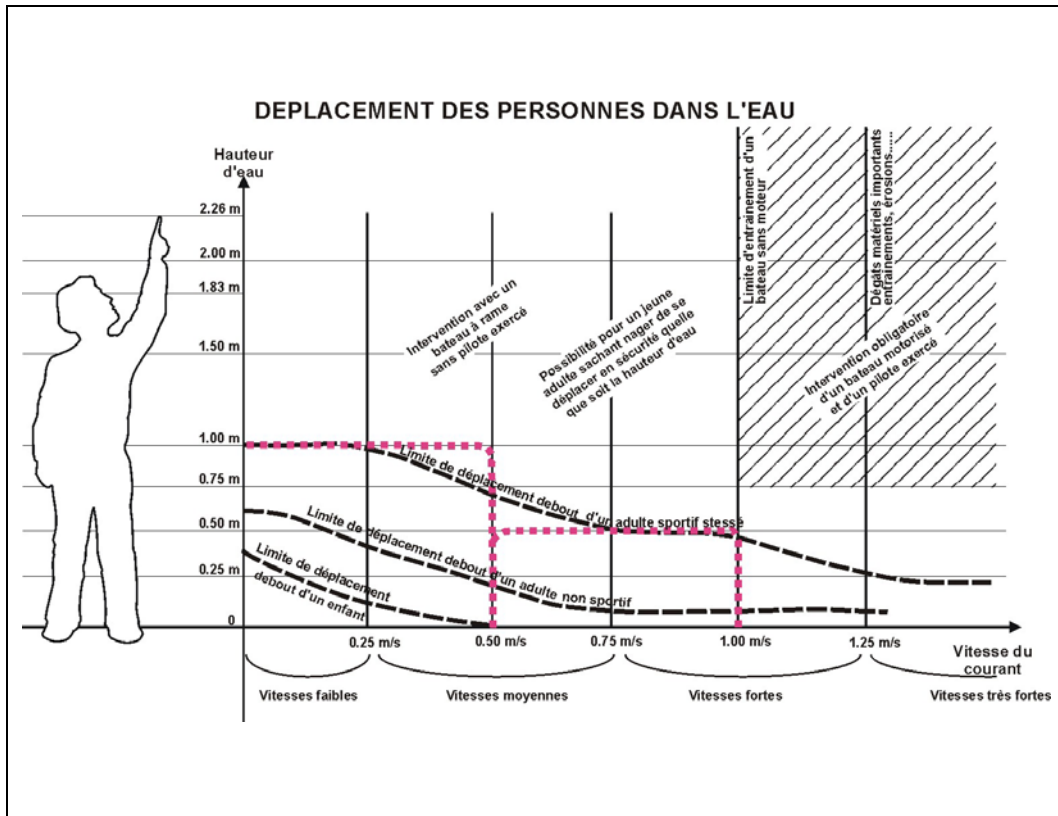 DEPLACEMENT DES PERSONNES DANS L'EAU
Hauteur
d'eau
2.26 m
2.00 m
1.83 m
1.50 m
1.00 m
0.75 m
0.50 m
0.25 m
0
Intervention avec un
bateau à rame
sans pilote exercé
Possibilité pour un jeune
adulte sachant nager de se
déplacer en sécurité quelle
que soit la hauteur d'eau
Limite d'entrainement d'un
bateau sans moteur
Dégâts matériels importants
entrainements, érosions.....
Intervention obligatoire
d'un bateau motorisé
et d'un pilote exercé
Limite de déplacement debout d'un adulte sportif stessé
Limite de déplacement debout d'un adulte non sportif
Limite de déplacement
debout d'un enfant
0.25 m/s
0.50 m/s
0.75 m/s
1.00 m/s
1.25 m/s
Vitesse du
courant
Vitesses faibles
Vitesses moyennes
Vitesses fortes
Vitesses très fortes